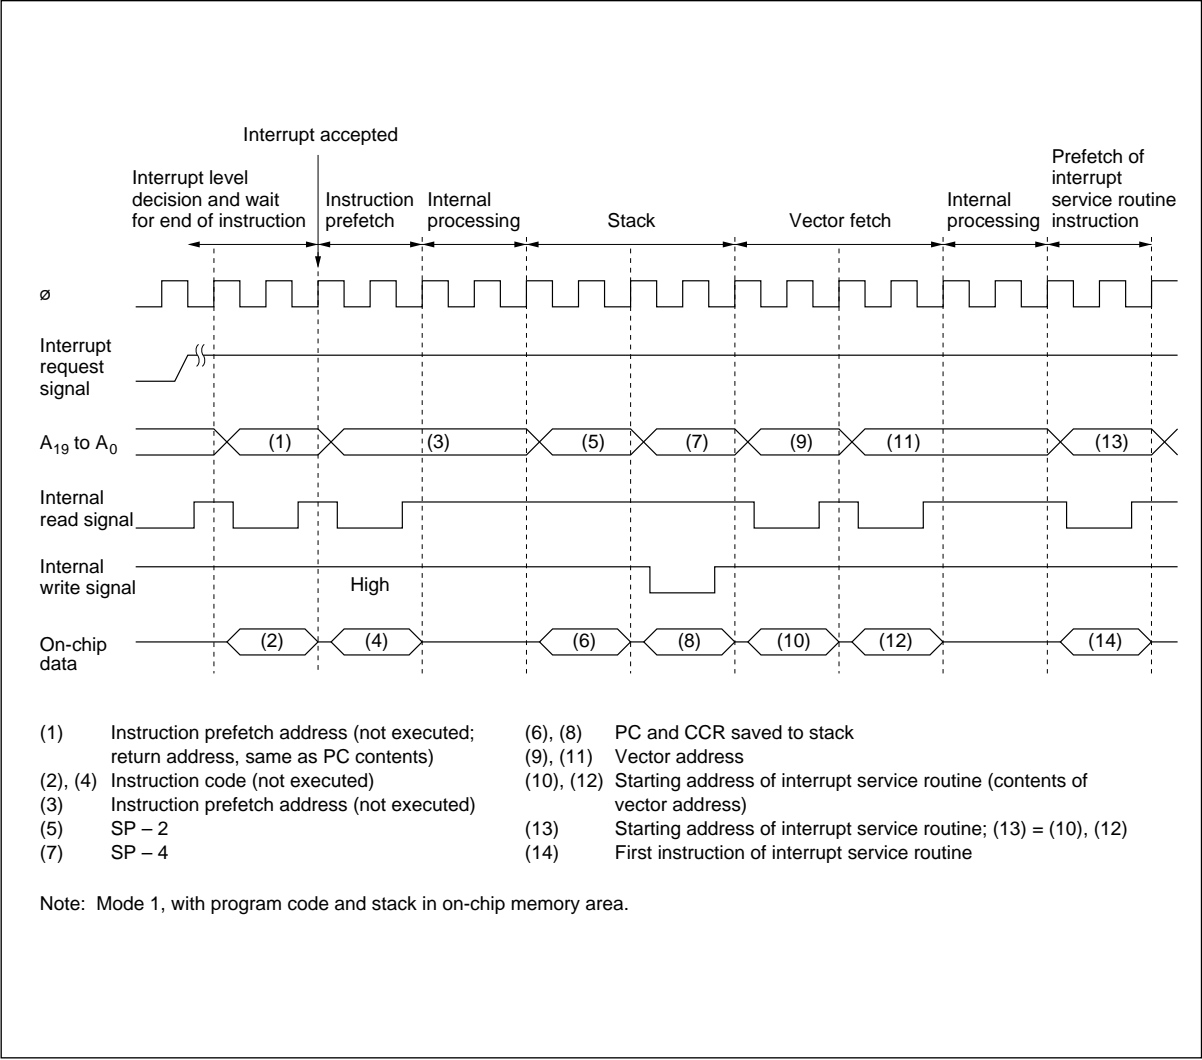 Interrupt accepted
Interrupt level
decision and wait
for end of instruction
Instruction
prefetch
Internal
processing
Stack
Vector fetch
Internal
processing
Prefetch of
interrupt
service routine
instruction
ø
Interrupt
request
signal
A19 to A0
(1)
(3)
(5)
(7)
(9)
(11)
(13)
Internal
read signal
Internal
write signal
High
On-chip
data
(2)
(4)
(6)
(8)
(10)
(12)
(14)
(1) Instruction prefetch address (not executed;
return address, same as PC contents)
(2), (4) Instruction code (not executed)
(3) Instruction prefetch address (not executed)
(5) SP – 2
(7) SP – 4
(6), (8) PC and CCR saved to stack
(9), (11) Vector address
(10), (12) Starting address of interrupt service routine (contents of
vector address)
(13) Starting address of interrupt service routine; (13) = (10), (12)
(14) First instruction of interrupt service routine
Note: Mode 1, with program code and stack in on-chip memory area.